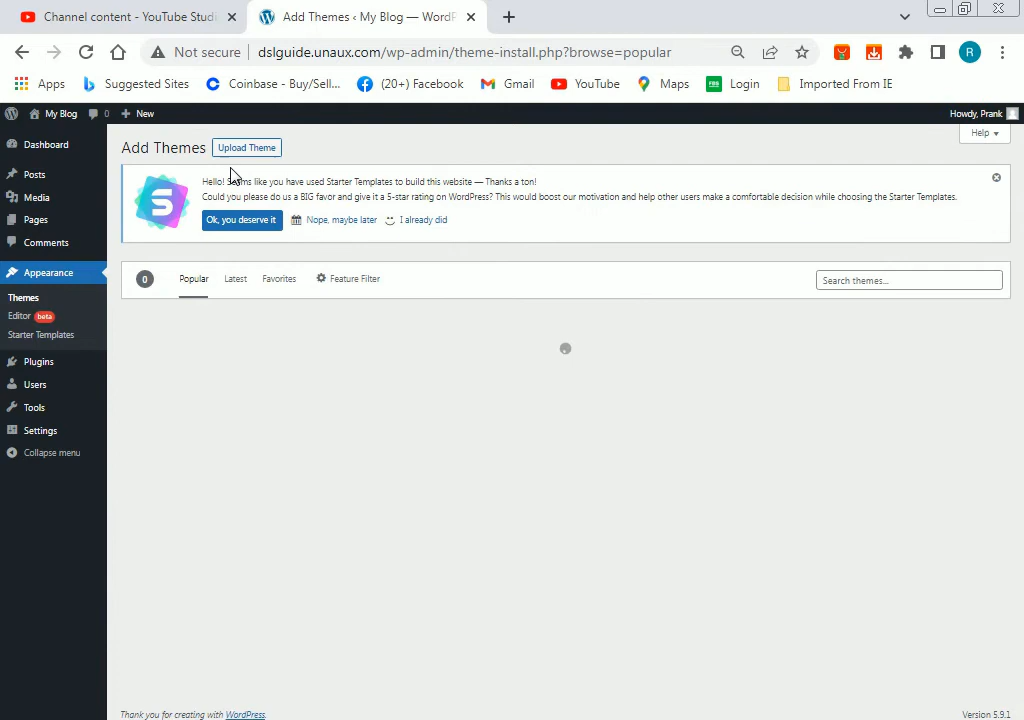 Channel content - YouTube Studi
Add Themes ‹ My Blog — WordP
Not secure
dslguide.unaux.com/wp-admin/theme-install.php?browse=popular
R
Apps
Suggested Sites
Coinbase - Buy/Sell...
(20+) Facebook
Gmail
YouTube
Maps
Login
Imported From IE
My Blog
0
New
Howdy, Prank
Dashboard
Posts
Media
Pages
Comments
Appearance
Themes
Editor beta
Starter Templates
Plugins
Users
Tools
Settings
Collapse menu
Add Themes
Upload Theme
Help
Hello! Seems like you have used Starter Templates to build this website — Thanks a ton!
Could you please do us a BIG favor and give it a 5-star rating on WordPress? This would boost our motivation and help other users make a comfortable decision while choosing the Starter Templates.
Ok, you deserve it
Nope, maybe later
I already did
0
Popular
Latest
Favorites
Feature Filter
Search themes...
Thank you for creating with WordPress.
Version 5.9.1